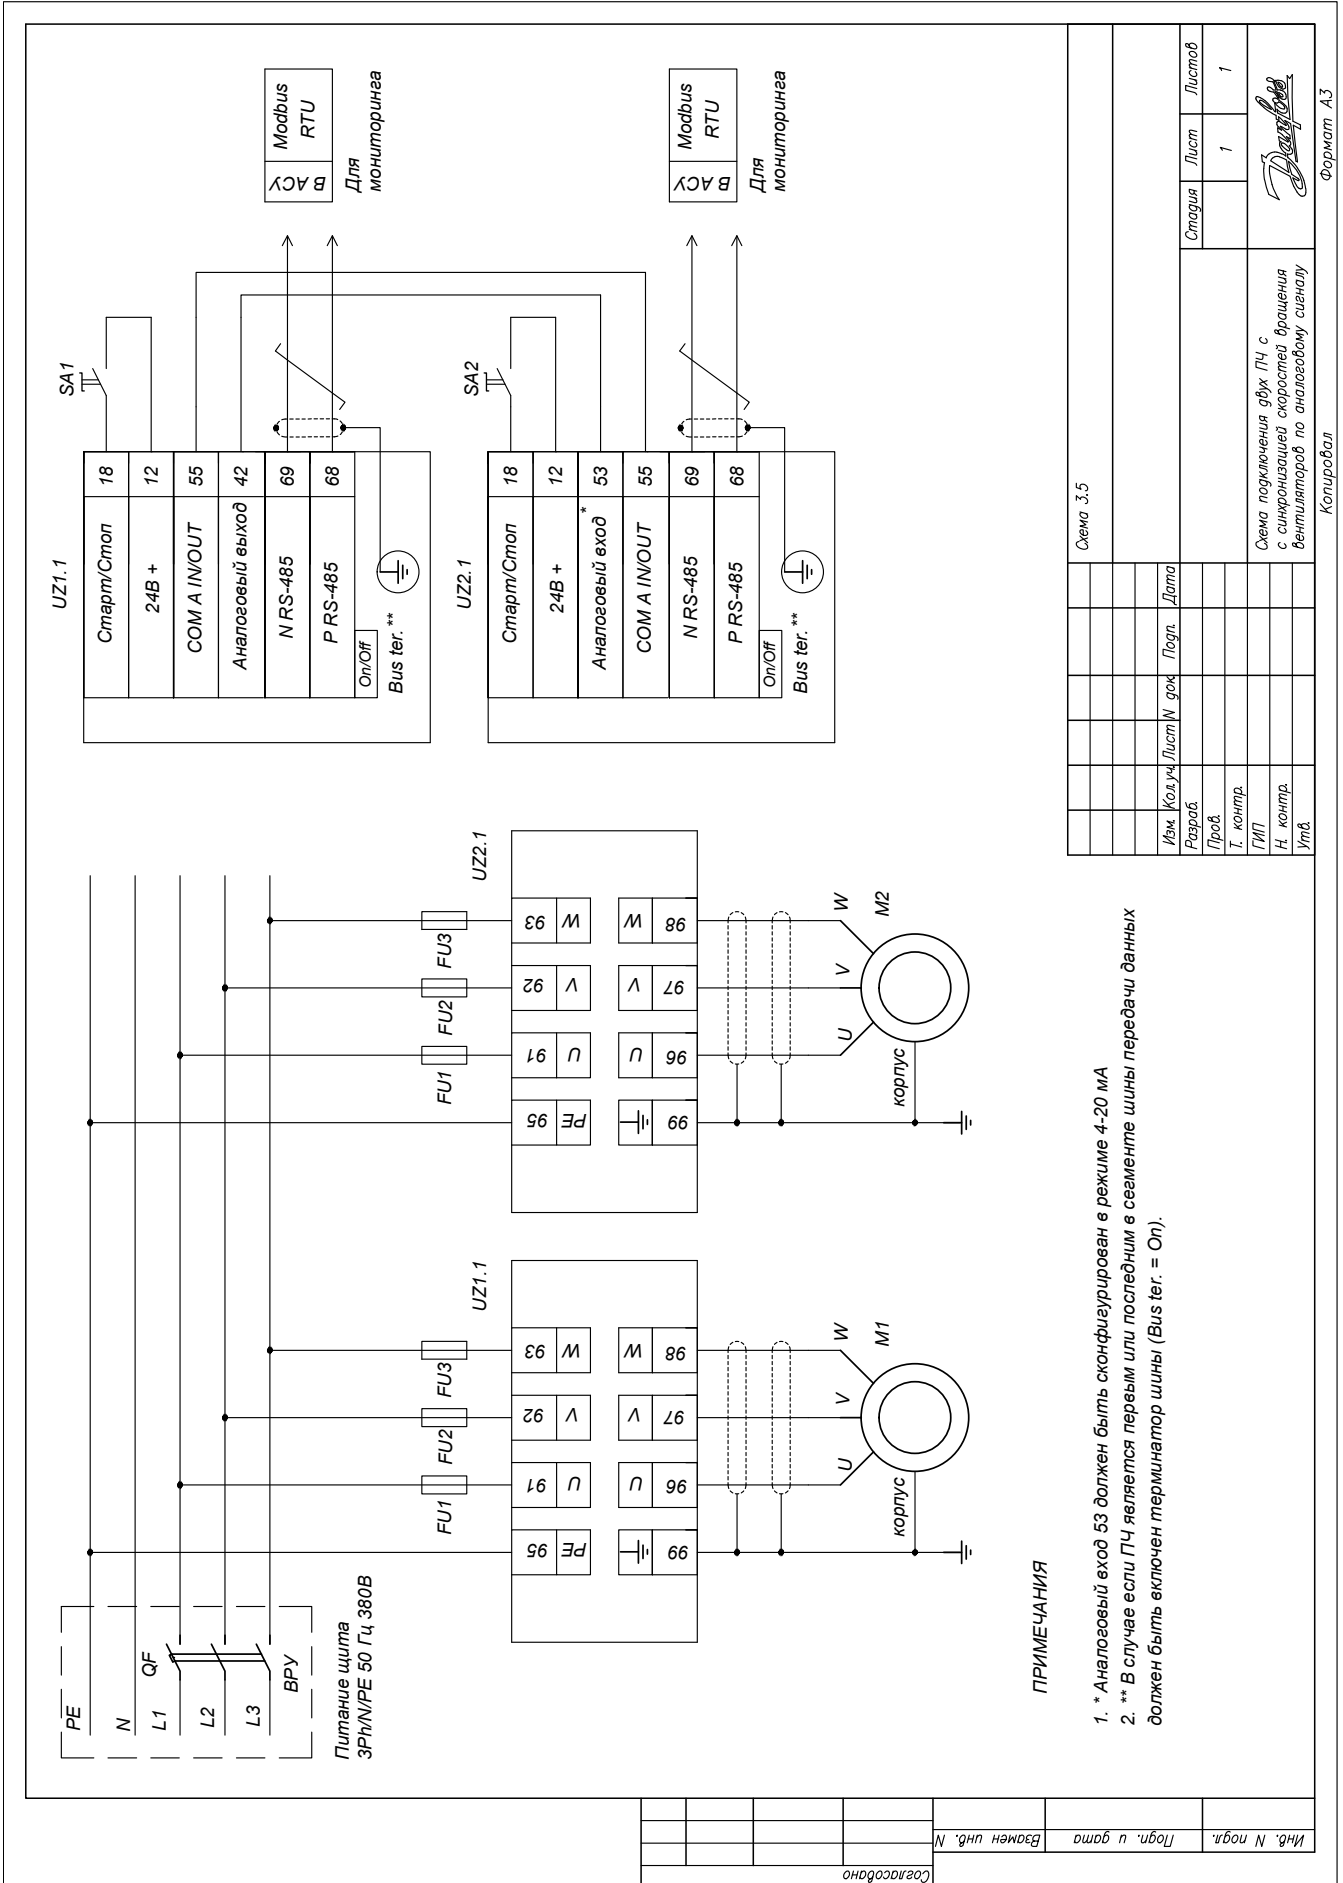 PE
N
L1
L2
L3
QF
ВРУ
Питание щита
3Ph/N/PE 50 Гц 380В
FU1
FU2
FU3
UZ1.1
95
91
92
93
PE
U
V
W
U
V
W
99
96
97
98
U
V
W
корпус
M1
FU1
FU2
FU3
UZ2.1
95
91
92
93
PE
U
V
W
U
V
W
99
96
97
98
U
V
W
корпус
M2
UZ1.1
SA1
Старт/Стоп 18
24В + 12
COM A IN/OUT 55
Аналоговый выход 42
N RS-485 69
P RS-485 68
On/Off
Bus ter. **
В АСУ
Modbus
RTU
Для
мониторинга
UZ2.1
SA2
Старт/Стоп 18
24В + 12
Аналоговый вход * 53
COM A IN/OUT 55
N RS-485 69
P RS-485 68
On/Off
Bus ter. **
В АСУ
Modbus
RTU
Для
мониторинга
ПРИМЕЧАНИЯ
1. * Аналоговый вход 53 должен быть сконфигурирован в режиме 4-20 мА
2. ** В случае если ПЧ является первым или последним в сегменте шины передачи данных
должен быть включен терминатор шины (Bus ter. = On).
Схема 3.5
Изм. Кол.уч. Лист N док. Подп. Дата
Разраб.
Пров.
Т. контр.
ГИП
Н. контр.
Утв.
Стадия Лист Листов
1 1
Схема подключения двух ПЧ с
с синхронизацией скоростей вращения
вентиляторов по аналоговому сигналу
Danfoss
Копировал
Формат А3
Согласовано
Взамен инв. N
Подп. и дата
Инв. N подл.